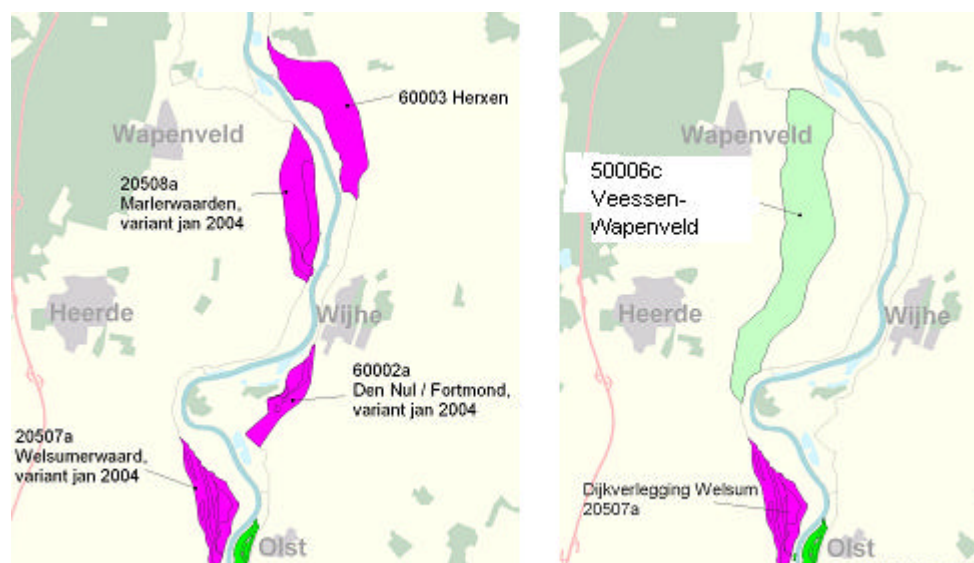 60003 Herxen
Wapenveld
20508a
Marlerwaarden,
variant jan 2004
Heerde
Wijhe
60002a
Den Nul / Fortmond,
variant jan 2004
20507a
Welsumerwaard,
variant jan 2004
Olst
Wapenveld
50006c
Veessen-
Wapenveld
Heerde
Wijhe
Dijkverlegging Welsum
20507a
Olst